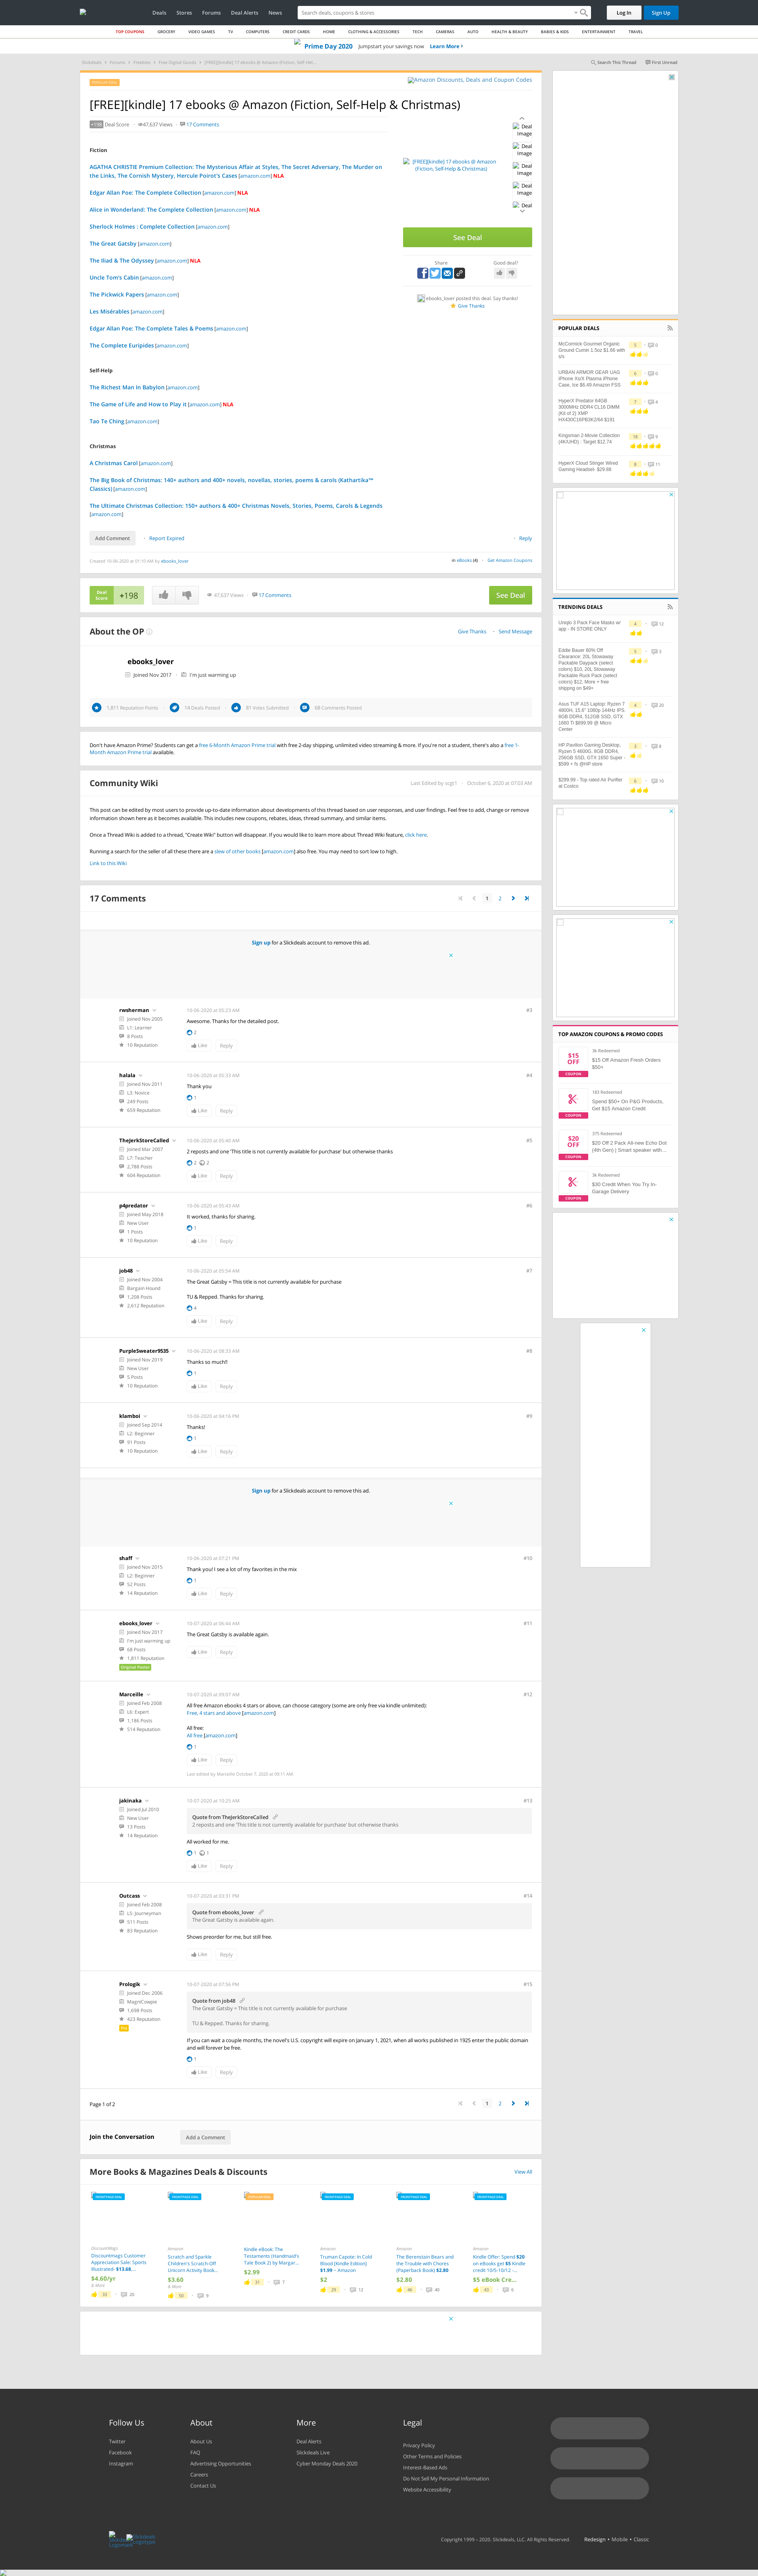 Deals Stores Forums Deal Alerts News
Search deals, coupons & stores
Log In Sign Up
TOP COUPONS GROCERY VIDEO GAMES TV COMPUTERS CREDIT CARDS HOME CLOTHING & ACCESSORIES TECH CAMERAS AUTO HEALTH & BEAUTY BABIES & KIDS ENTERTAINMENT TRAVEL
Prime Day 2020 Jumpstart your savings now Learn More !
Slickdeals Forums Freebies Free Digital Goods [FREE][kindle] 17 ebooks @ Amazon (Fiction, Self-He...
Search This Thread First Unread
Amazon Discounts, Deals and Coupon Codes
[FREE][kindle] 17 ebooks @ Amazon (Fiction, Self-Help & Christmas)
+198 Deal Score 47,637 Views 17 Comments
Fiction
AGATHA CHRISTIE Premium Collection: The Mysterious Affair at Styles, The Secret Adversary, The Murder on
the Links, The Cornish Mystery, Hercule Poirot's Cases [amazon.com] NLA
Edgar Allan Poe: The Complete Collection [amazon.com] NLA
Alice in Wonderland: The Complete Collection [amazon.com] NLA
Sherlock Holmes : Complete Collection [amazon.com]
The Great Gatsby [amazon.com]
The Iliad & The Odyssey [amazon.com] NLA
Uncle Tom's Cabin [amazon.com]
The Pickwick Papers [amazon.com]
Les Misérables [amazon.com]
Edgar Allan Poe: The Complete Tales & Poems [amazon.com]
The Complete Euripides [amazon.com]
Self-Help
The Richest Man In Babylon [amazon.com]
The Game of Life and How to Play it [amazon.com] NLA
Tao Te Ching [amazon.com]
Christmas
A Christmas Carol [amazon.com]
The Big Book of Christmas: 140+ authors and 400+ novels, novellas, stories, poems & carols (Kathartika™
Classics) [amazon.com]
The Ultimate Christmas Collection: 150+ authors & 400+ Christmas Novels, Stories, Poems, Carols & Legends
[amazon.com]
[FREE][kindle] 17 ebooks @ Amazon
(Fiction, Self-Help & Christmas)
Deal Image
Deal Image
Deal Image
Deal Image
Deal
See Deal
Share Good deal?
ebooks_lover posted this deal. Say thanks!
Give Thanks
Add Comment Report Expired Reply
Created 10-06-2020 at 01:10 AM by ebooks_lover
in eBooks (4) Get Amazon Coupons
Deal Score +198 47,637 Views 17 Comments See Deal
About the OP
Give Thanks Send Message
ebooks_lover
Joined Nov 2017 I'm just warming up
1,811 Reputation Points 74 Deals Posted 81 Votes Submitted 68 Comments Posted
Don't have Amazon Prime? Students can get a free 6-Month Amazon Prime trial with free 2-day shipping, unlimited video streaming & more. If you're not a student, there's also a free 1-
Month Amazon Prime trial available.
Community Wiki
Last Edited by scgt1 October 6, 2020 at 07:03 AM
This post can be edited by most users to provide up-to-date information about developments of this thread based on user responses, and user findings. Feel free to add, change or remove
information shown here as it becomes available. This includes new coupons, rebates, ideas, thread summary, and similar items.
Once a Thread Wiki is added to a thread, "Create Wiki" button will disappear. If you would like to learn more about Thread Wiki feature, click here.
Running a search for the seller of all these there are a slew of other books [amazon.com] also free. You may need to sort low to high.
Link to this Wiki
17 Comments
1 2
Sign up for a Slickdeals account to remove this ad.
rwsherman
Joined Nov 2005
L1: Learner
8 Posts
10 Reputation
10-06-2020 at 05:23 AM #3
Awesome. Thanks for the detailed post.
2
Like Reply
halala
Joined Nov 2011
L3: Novice
249 Posts
659 Reputation
10-06-2020 at 05:33 AM #4
Thank you
1
Like Reply
TheJerkStoreCalled
Joined Mar 2007
L7: Teacher
2,788 Posts
604 Reputation
10-06-2020 at 05:40 AM #5
2 reposts and one 'This title is not currently available for purchase' but otherwise thanks
2 2
Like Reply
p4predator
Joined May 2018
New User
1 Posts
10 Reputation
10-06-2020 at 05:43 AM #6
It worked, thanks for sharing.
1
Like Reply
job48
Joined Nov 2004
Bargain Hound
1,208 Posts
2,612 Reputation
10-06-2020 at 05:54 AM #7
The Great Gatsby = This title is not currently available for purchase
TU & Repped. Thanks for sharing.
4
Like Reply
PurpleSweater9535
Joined Nov 2019
New User
5 Posts
10 Reputation
10-06-2020 at 08:33 AM #8
Thanks so much!!
1
Like Reply
klamboi
Joined Sep 2014
L2: Beginner
91 Posts
10 Reputation
10-06-2020 at 04:16 PM #9
Thanks!
1
Like Reply
Sign up for a Slickdeals account to remove this ad.
shaff
Joined Nov 2015
L2: Beginner
52 Posts
14 Reputation
10-06-2020 at 07:21 PM #10
Thank you! I see a lot of my favorites in the mix
1
Like Reply
ebooks_lover
Joined Nov 2017
I'm just warming up
68 Posts
1,811 Reputation
Original Poster
10-07-2020 at 06:44 AM #11
The Great Gatsby is available again.
Like Reply
Marceille
Joined Feb 2008
L6: Expert
1,186 Posts
514 Reputation
10-07-2020 at 09:07 AM #12
All free Amazon ebooks 4 stars or above, can choose category (some are only free via kindle unlimited):
Free, 4 stars and above [amazon.com]
All free:
All free [amazon.com]
1
Like Reply
Last edited by Marceille October 7, 2020 at 09:11 AM.
jakinaka
Joined Jul 2010
New User
13 Posts
14 Reputation
10-07-2020 at 10:25 AM #13
Quote from TheJerkStoreCalled
2 reposts and one 'This title is not currently available for purchase' but otherwise thanks
All worked for me.
1 1
Like Reply
Outcass
Joined Feb 2008
L5: Journeyman
511 Posts
83 Reputation
10-07-2020 at 03:31 PM #14
Quote from ebooks_lover
The Great Gatsby is available again.
Shows preorder for me, but still free.
Like Reply
Prologik
Joined Dec 2006
MagniCowpie
1,698 Posts
423 Reputation
Pro
10-07-2020 at 07:56 PM #15
Quote from job48
The Great Gatsby = This title is not currently available for purchase
TU & Repped. Thanks for sharing.
If you can wait a couple months, the novel's U.S. copyright will expire on January 1, 2021, when all works published in 1925 enter the public domain
and will forever be free.
1
Like Reply
Page 1 of 2
1 2
Join the Conversation Add a Comment
More Books & Magazines Deals & Discounts View All
DiscountMags
Discountmags Customer
Appreciation Sale: Sports
Illustrated- $13.68,...
$4.60/yr
& More
33 20
Amazon
Scratch and Sparkle
Children's Scratch-Off
Unicorn Activity Book...
$3.60
& More
50 9
Kindle eBook: The
Testaments (Handmaid's
Tale Book 2) by Margar...
$2.99
31 7
Amazon
Truman Capote: In Cold
Blood [Kindle Edition]
$1.99 ~ Amazon
$2
29 12
Amazon
The Berenstain Bears and
the Trouble with Chores
(Paperback Book) $2.80
$2.80
46 40
Amazon
Kindle Offer: Spend $20
on eBooks get $5 Kindle
credit 10/5-10/12 -...
$5 eBook Cre...
43 6
POPULAR DEALS
McCormick Gourmet Organic
Ground Cumin 1.5oz $1.66 with
s/s
5 0
URBAN ARMOR GEAR UAG
iPhone Xs/X Plasma iPhone
Case, Ice $6.49 Amazon FSS
6 0
HyperX Predator 64GB
3000MHz DDR4 CL16 DIMM
(Kit of 2) XMP
HX430C16PB3K2/64 $191
7 4
Kingsman 2-Movie Collection
(4K/UHD) : Target $12.74
18 9
HyperX Cloud Stinger Wired
Gaming Headset- $29.88
8 11
TRENDING DEALS
Uniqlo 3 Pack Face Masks w/
app - IN STORE ONLY
4 12
Eddie Bauer 60% Off
Clearance: 20L Stowaway
Packable Daypack (select
colors) $10, 20L Stowaway
Packable Ruck Pack (select
colors) $12, More + free
shipping on $49+
5 3
Asus TUF A15 Laptop: Ryzen 7
4800H, 15.6" 1080p 144Hz IPS,
8GB DDR4, 512GB SSD, GTX
1660 Ti $899.99 @ Micro
Center
4 20
HP Pavilion Gaming Desktop,
Ryzen 5 4600G, 8GB DDR4,
256GB SSD, GTX 1650 Super -
$599 + fs @HP store
3 8
$299.99 - Top rated Air Purifier
at Costco
6 10
TOP AMAZON COUPONS & PROMO CODES
$15 OFF COUPON
3k Redeemed
$15 Off Amazon Fresh Orders
$50+
COUPON
193 Redeemed
Spend $50+ On P&G Products,
Get $15 Amazon Credit
$20 OFF COUPON
375 Redeemed
$20 Off 2 Pack All-new Echo Dot
(4th Gen) | Smart speaker with...
COUPON
3k Redeemed
$30 Credit When You Try In-
Garage Delivery
Follow Us
Twitter
Facebook
Instagram
About
About Us
FAQ
Advertising Opportunities
Careers
Contact Us
More
Deal Alerts
Slickdeals Live
Cyber Monday Deals 2020
Legal
Privacy Policy
Other Terms and Policies
Interest-Based Ads
Do Not Sell My Personal Information
Website Accessibility
Copyright 1999 – 2020. Slickdeals, LLC. All Rights Reserved. Redesign • Mobile • Classic